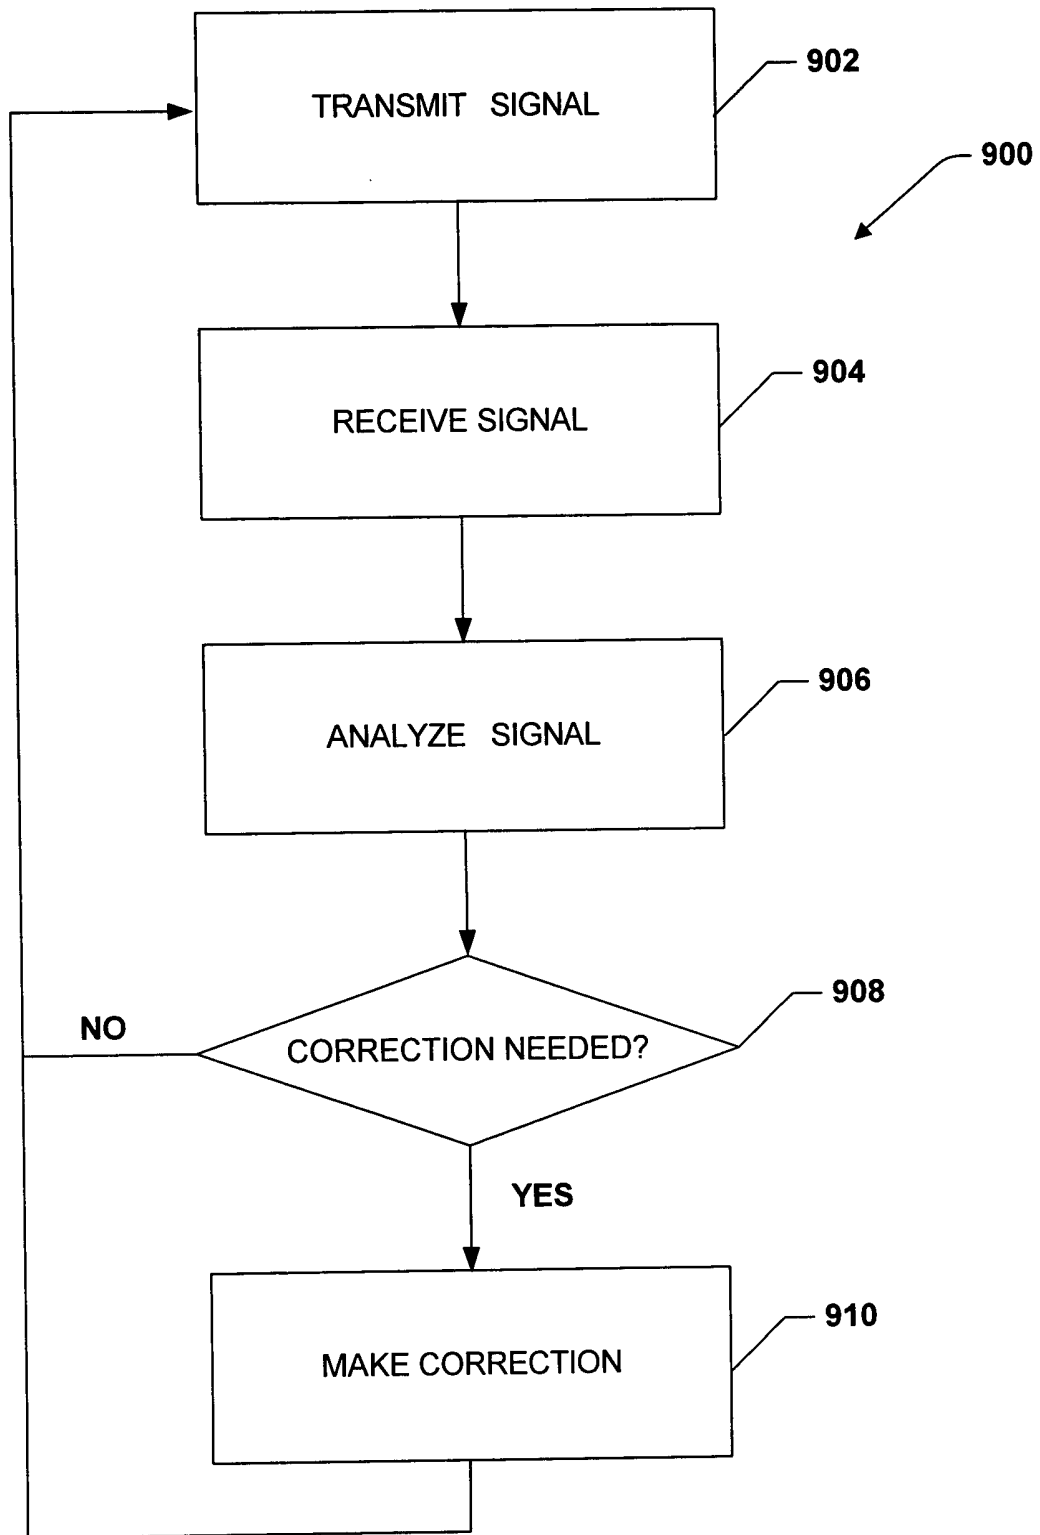 TRANSMIT SIGNAL
902
900
RECEIVE SIGNAL
904
ANALYZE SIGNAL
906
CORRECTION NEEDED?
908
NO
YES
MAKE CORRECTION
910